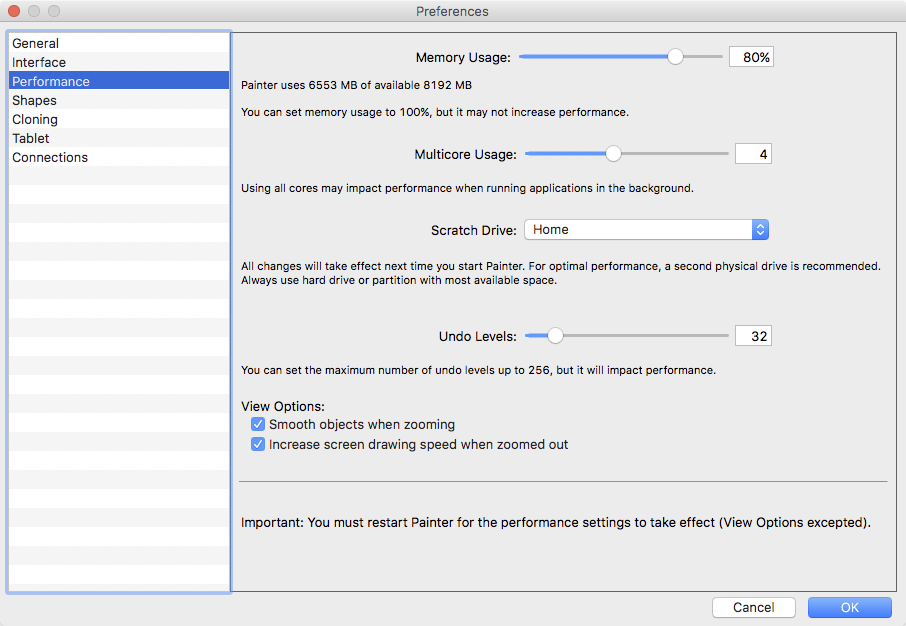 Preferences
General
Interface
Performance
Shapes
Cloning
Tablet
Connections
Memory Usage: 80%
Painter uses 6553 MB of available 8192 MB
You can set memory usage to 100%, but it may not increase performance.
Multicore Usage: 4
Using all cores may impact performance when running applications in the background.
Scratch Drive: Home
All changes will take effect next time you start Painter. For optimal performance, a second physical drive is recommended.
Always use hard drive or partition with most available space.
Undo Levels: 32
You can set the maximum number of undo levels up to 256, but it will impact performance.
View Options:
Smooth objects when zooming
Increase screen drawing speed when zoomed out
Important: You must restart Painter for the performance settings to take effect (View Options excepted).
Cancel OK